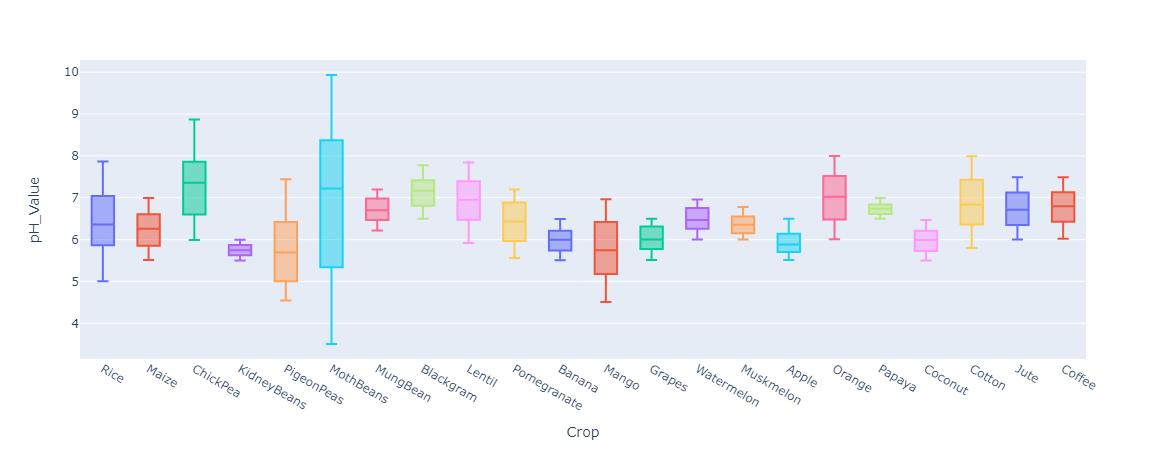 10
9
8
7
6
5
4
pH_Value
Rice
Maize
ChickPea
KidneyBeans
PigeonPeas
MothBeans
MungBean
Blackgram
Lentil
Pomegranate
Banana
Mango
Grapes
Watermelon
Muskmelon
Apple
Orange
Papaya
Coconut
Cotton
Jute
Coffee
Crop